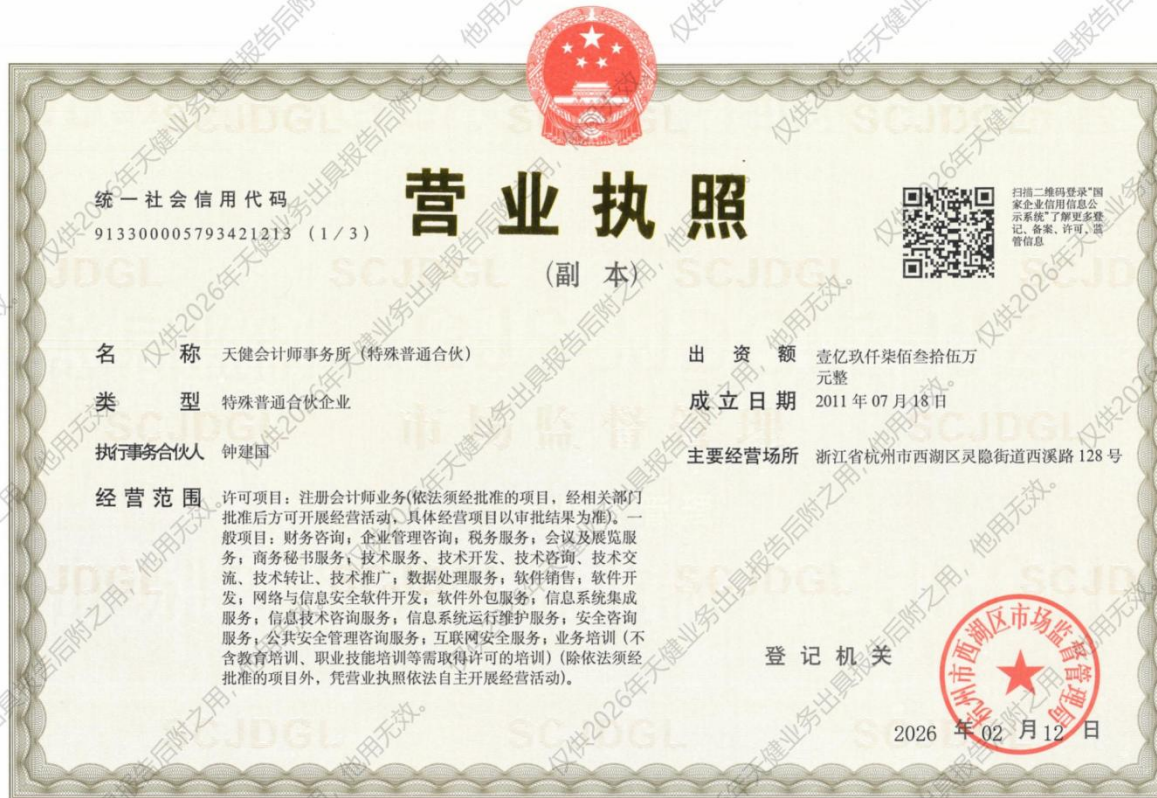 营业执照
(副 本)
统一社会信用代码
913300005793421213 (1/3)
扫描二维码登录“国
家企业信用信息公
示系统”了解更多登
记、备案、许可、监
管信息
名 称 天健会计师事务所（特殊普通合伙）
类 型 特殊普通合伙企业
执行事务合伙人 钟建国
经营范围 许可项目：注册会计师业务(依法须经批准的项目，经相关部门
批准后方可开展经营活动，具体经营项目以审批结果为准)。一
般项目：财务咨询；企业管理咨询；税务服务；会议及展览服
务；商务秘书服务；技术服务、技术开发、技术咨询、技术交
流、技术转让、技术推广；数据处理服务；软件销售；软件开
发；网络与信息安全软件开发；软件外包服务；信息系统集成
服务；信息技术咨询服务；信息系统运行维护服务；安全咨询
服务；公共安全管理咨询服务；互联网安全服务；业务培训（不
含教育培训、职业技能培训等需取得许可的培训）(除依法须经
批准的项目外，凭营业执照依法自主开展经营活动)。
出 资 额 壹亿玖仟柒佰叁拾伍万
元整
成立日期 2011 年 07 月 18 日
主要经营场所 浙江省杭州市西湖区灵隐街道西溪路 128 号
登记机关
杭州市西湖区市场监督管理局
2026 年 02 月 12 日
市场监督管理
SCJDGL
仅供2026年天健业务出具报告后附之用，他用无效。